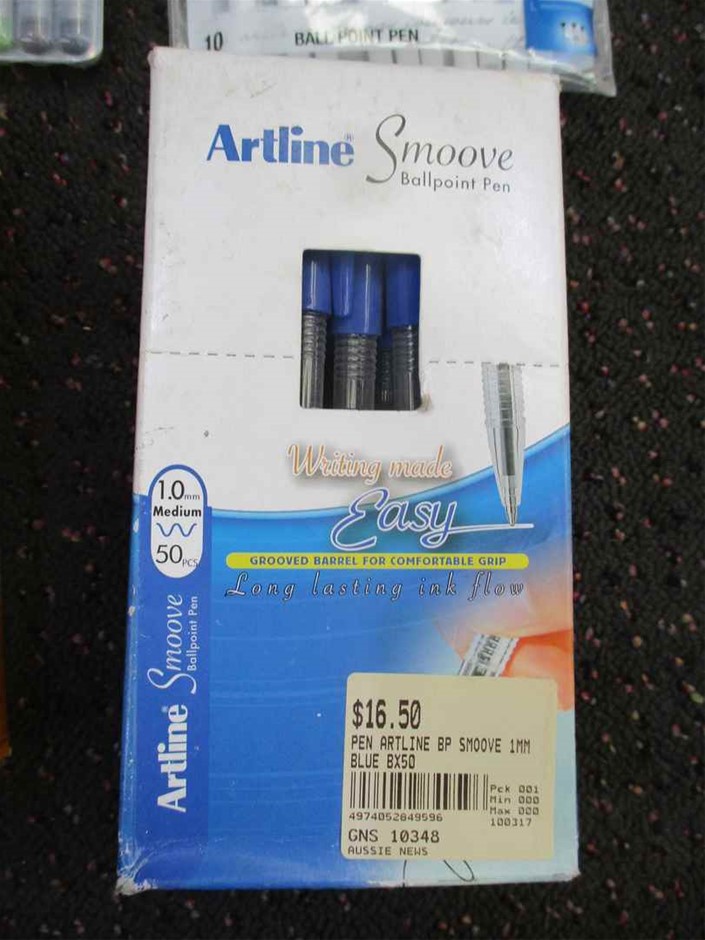 10 BALL POINT PEN
Artline® Smoove
Ballpoint Pen
Writing made
Easy
GROOVED BARREL FOR COMFORTABLE GRIP
Long lasting ink flow
1.0mm
Medium
50PCS
Artline® Smoove
Ballpoint Pen
$16.50
PEN ARTLINE BP SMOOVE 1MM
BLUE BX50
Pck 001
Min 000
Max 000
4974052849596 100317
GNS 10348
AUSSIE NEWS